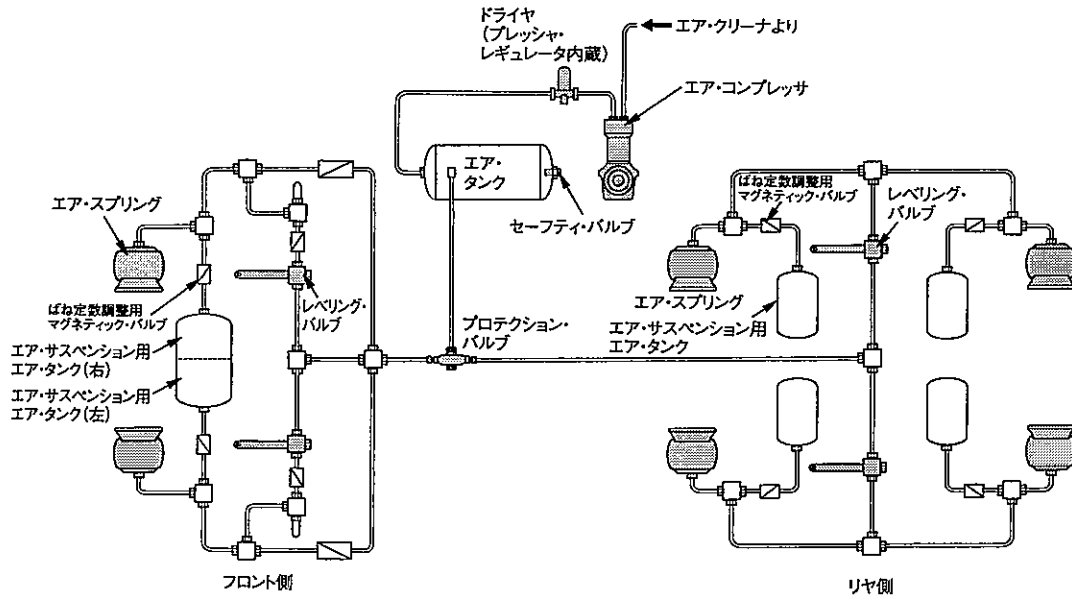 ドライヤ
(プレッシャ・
レギュレータ内蔵)
エア・クリーナより
エア・コンプレッサ
エア・
タンク
セーフティ・バルブ
エア・スプリング
ばね定数調整用
マグネティック・バルブ
エア・サスペンション用
エア・タンク(右)
エア・サスペンション用
エア・タンク(左)
レベリング・
バルブ
プロテクション・
バルブ
ばね定数調整用
マグネティック・バルブ
レベリング・
バルブ
エア・スプリング
エア・サスペンション用
エア・タンク
フロント側
リヤ側